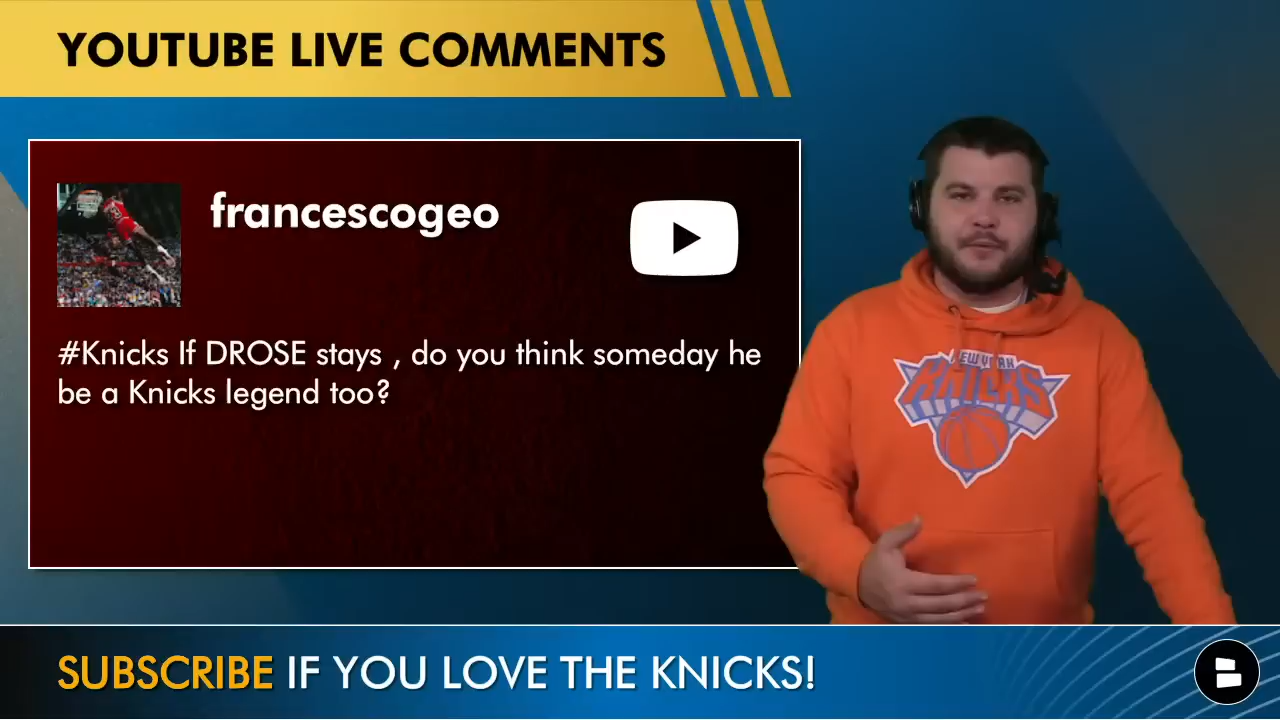 YOUTUBE LIVE COMMENTS
francescogeo
#Knicks If DROSE stays , do you think someday he
be a Knicks legend too?
NEW YORK
KNICKS
SUBSCRIBE IF YOU LOVE THE KNICKS!